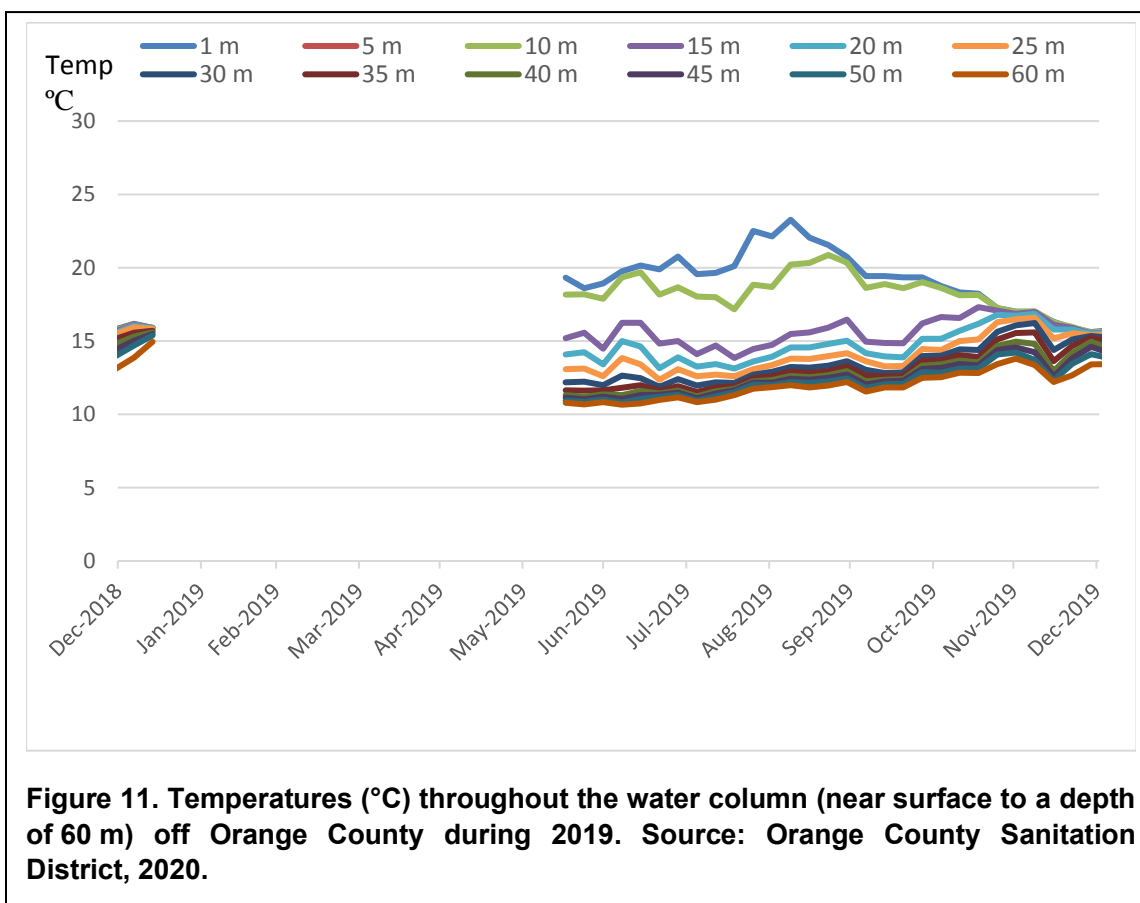 1 m 5 m 10 m 15 m 20 m 25 m
30 m 35 m 40 m 45 m 50 m 60 m
Temp
ºC
30
25
20
15
10
5
0
Dec-2018 Jan-2019 Feb-2019 Mar-2019 Apr-2019 May-2019 Jun-2019 Jul-2019 Aug-2019 Sep-2019 Oct-2019 Nov-2019 Dec-2019
Figure 11. Temperatures (°C) throughout the water column (near surface to a depth
of 60 m) off Orange County during 2019. Source: Orange County Sanitation
District, 2020.